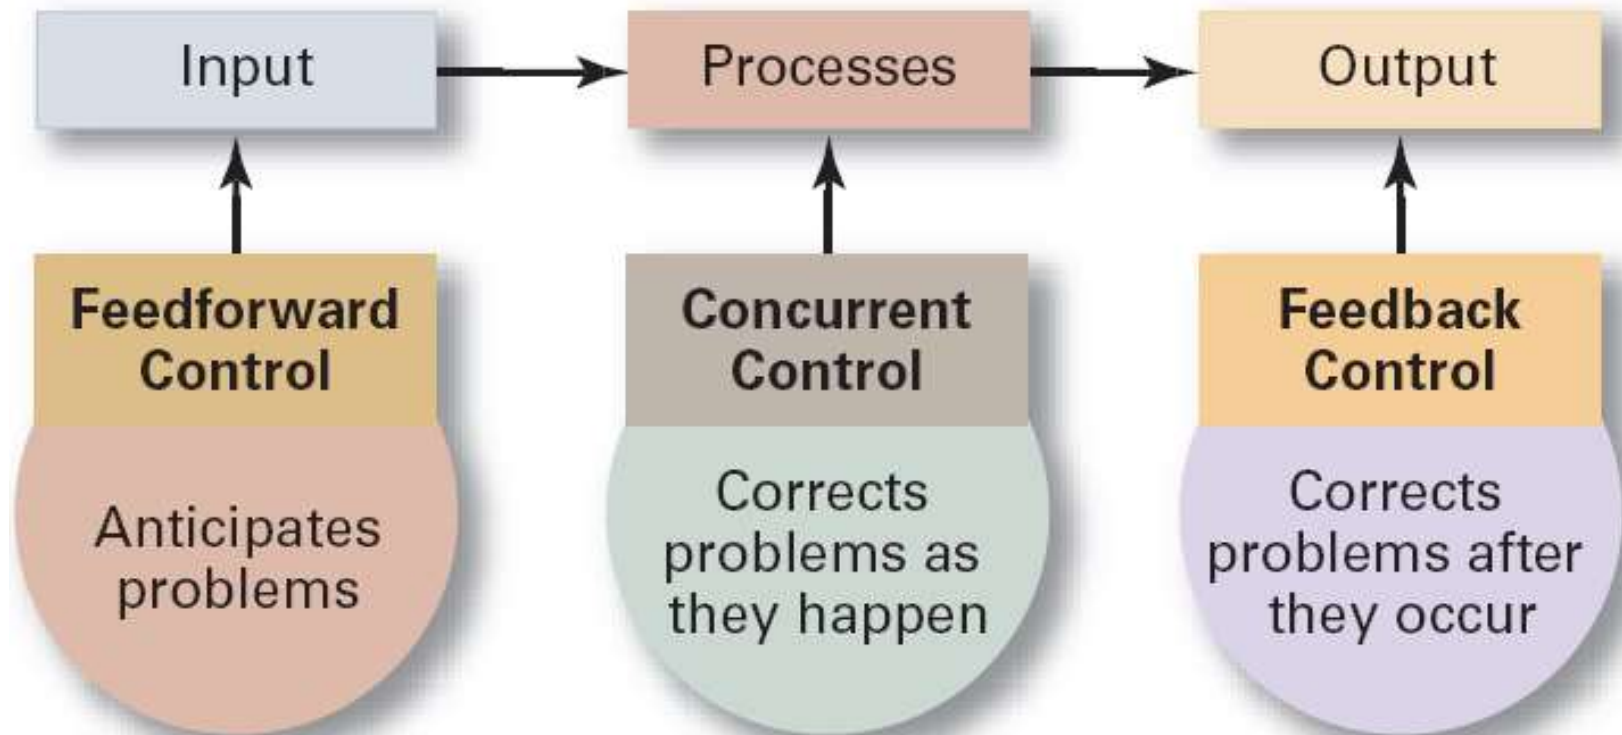 Input
Processes
Output
Feedforward
Control
Concurrent
Control
Feedback
Control
Anticipates
problems
Corrects
problems as
they happen
Corrects
problems after
they occur